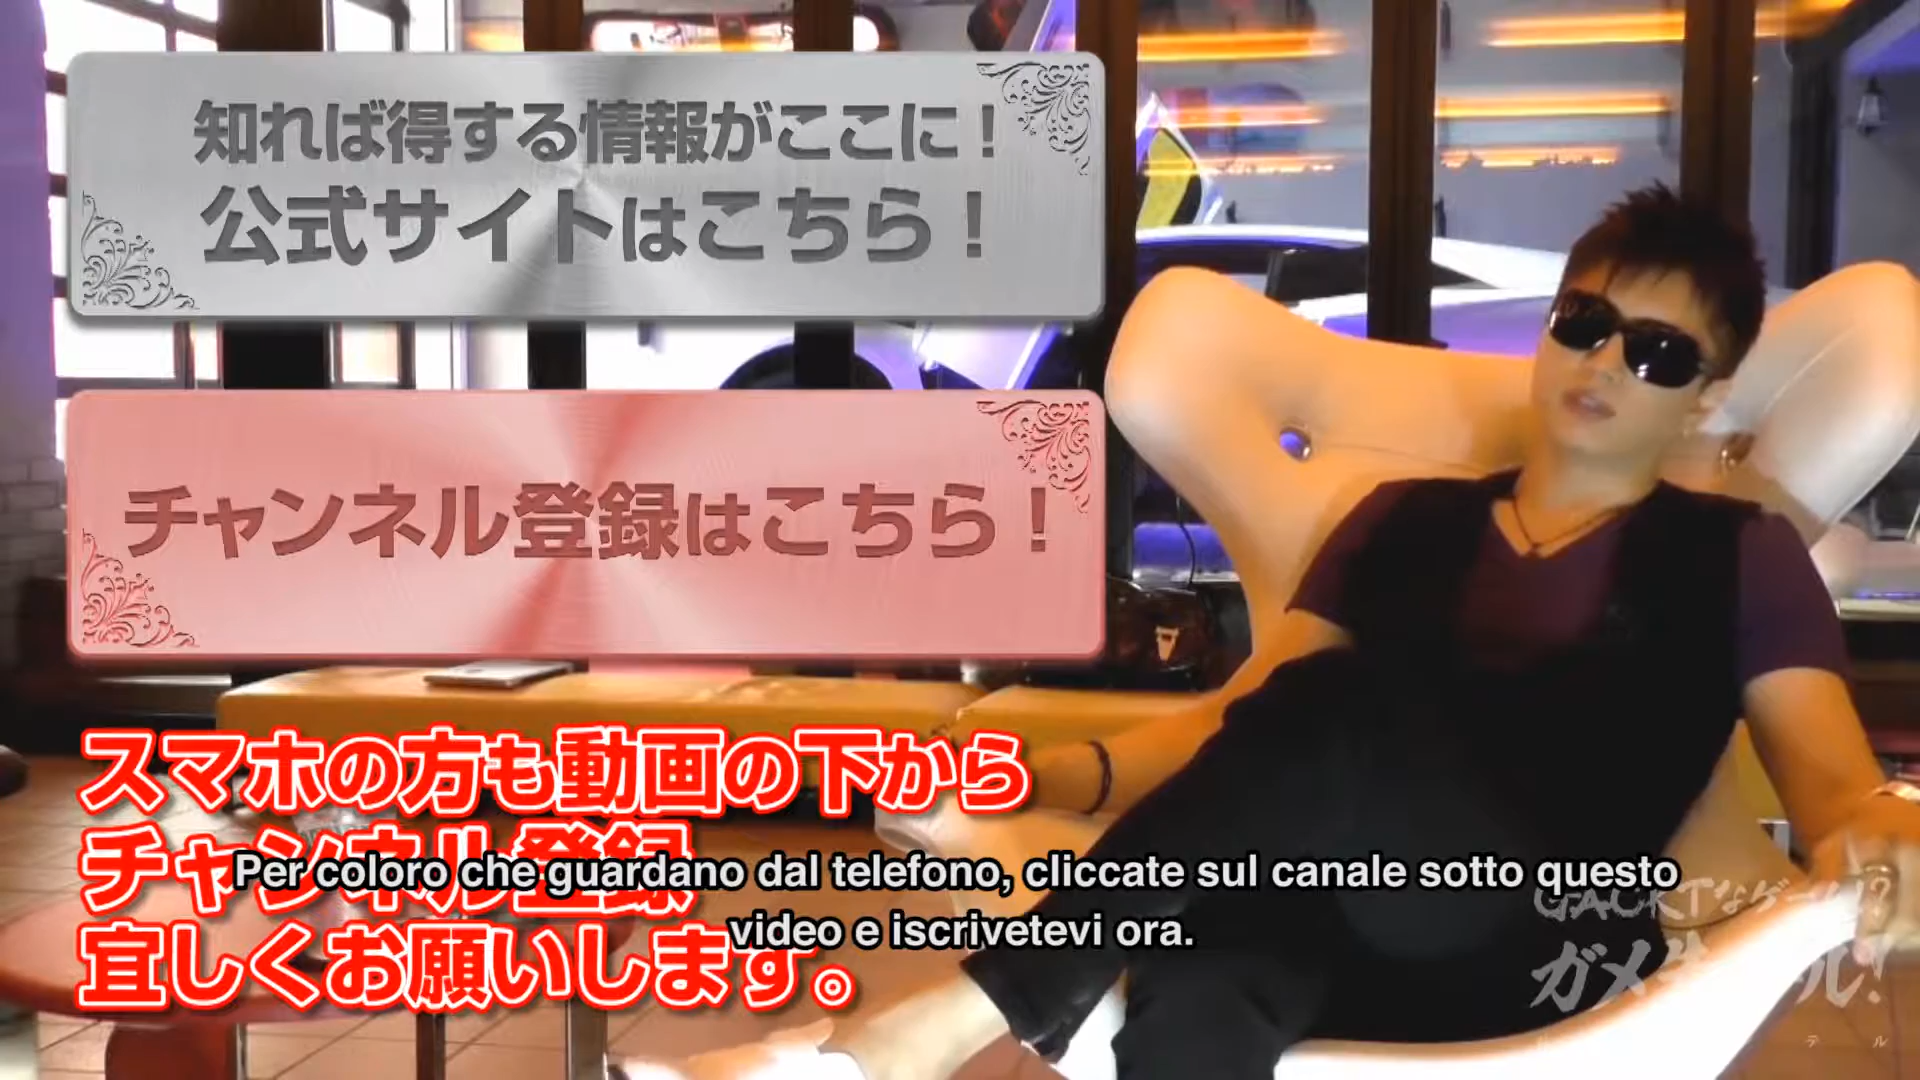 知れば得する情報がここに！
公式サイトはこちら！
チャンネル登録はこちら！
スマホの方も動画の下から
チャンネル登録
宜しくお願いします。
Per coloro che guardano dal telefono, cliccate sul canale sotto questo
video e iscrivetevi ora.
GACKTなゲーム!?